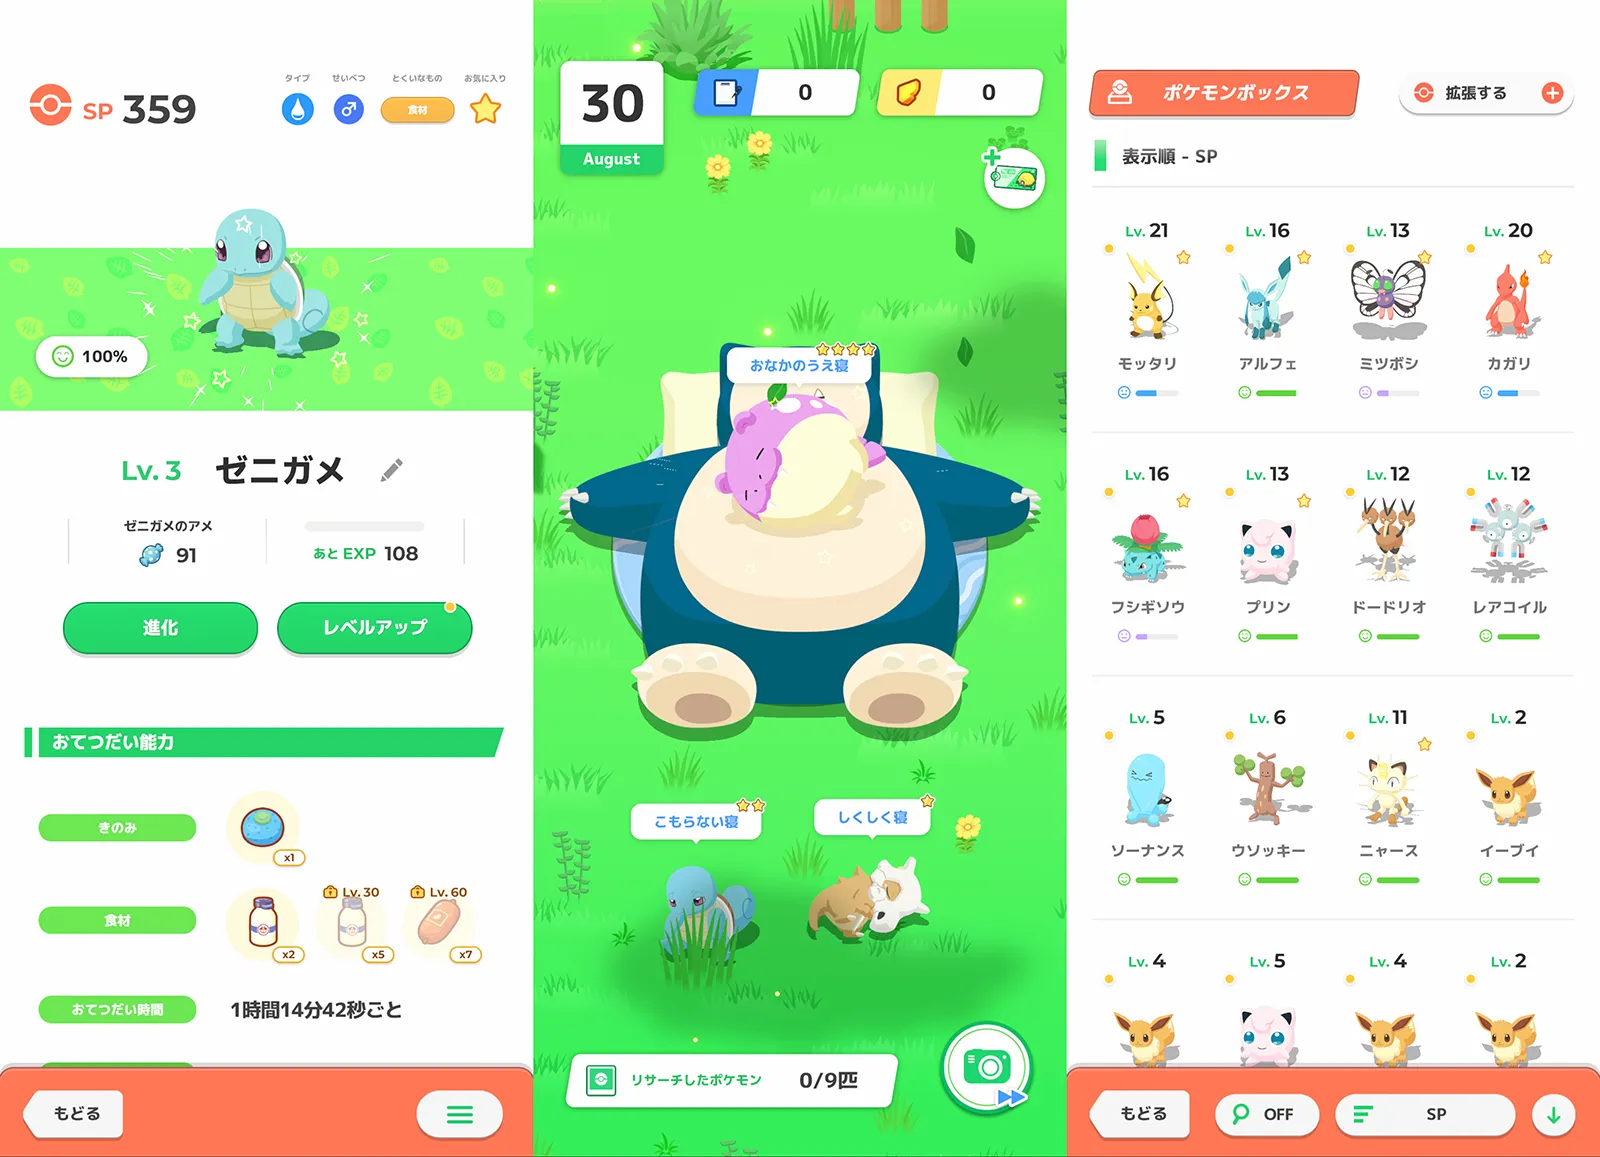 タイプ
せいべつ
とくいなもの
お気に入り
SP 359
食材
100%
Lv. 3 ゼニガメ
ゼニガメのアメ
91
あと EXP 108
進化
レベルアップ
おてつだい能力
きのみ
x1
食材
Lv. 30
Lv. 60
x2
x5
x7
おてつだい時間
1時間14分42秒ごと
もどる
30
August
0
0
おなかのうえ寝
こもらない寝
しくしく寝
リサーチしたポケモン 0/9匹
ポケモンボックス
拡張する
表示順 - SP
Lv. 21
Lv. 16
Lv. 13
Lv. 20
モッタリ
アルフェ
ミツボシ
カガリ
Lv. 16
Lv. 13
Lv. 12
Lv. 12
フシギソウ
プリン
ドードリオ
レアコイル
Lv. 5
Lv. 6
Lv. 11
Lv. 2
ソーナンス
ウソッキー
ニャース
イーブイ
Lv. 4
Lv. 5
Lv. 4
Lv. 2
もどる
OFF
SP